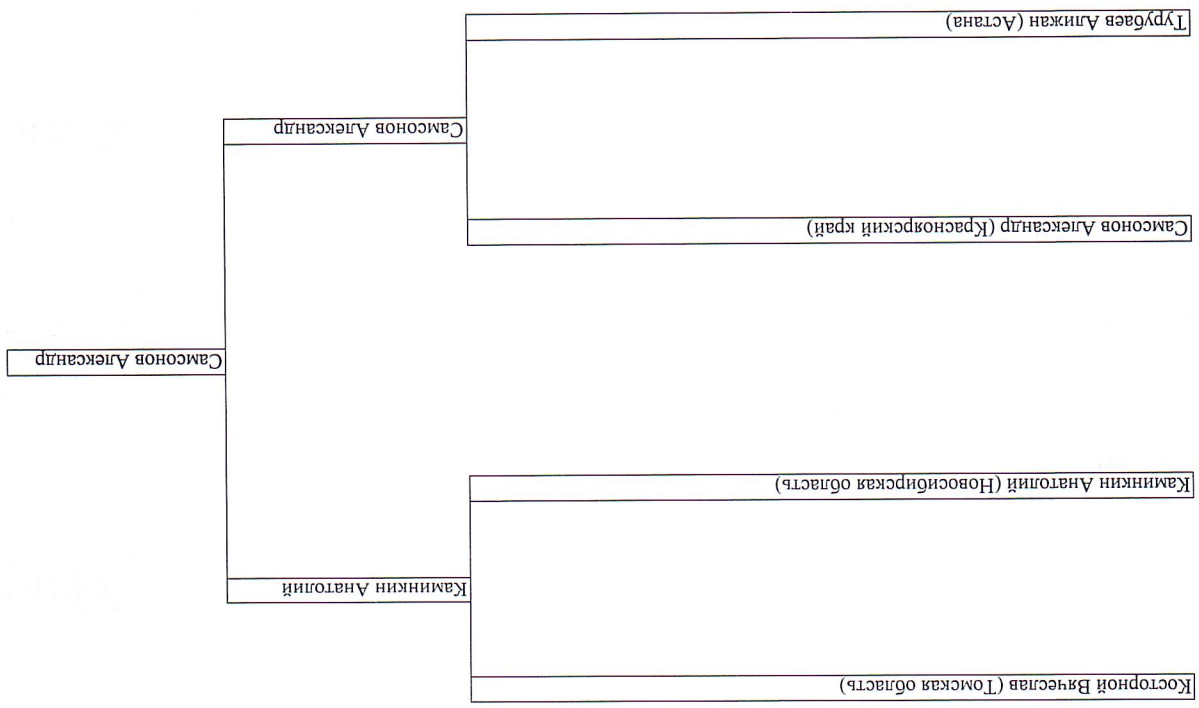 Косторной Вячеслав (Томская область)
Каминкин Анатолий
Каминкин Анатолий (Новосибирская область)
Самсонов Александр
Самсонов Александр (Красноярский край)
Самсонов Александр
Турубаев Алижан (Астана)